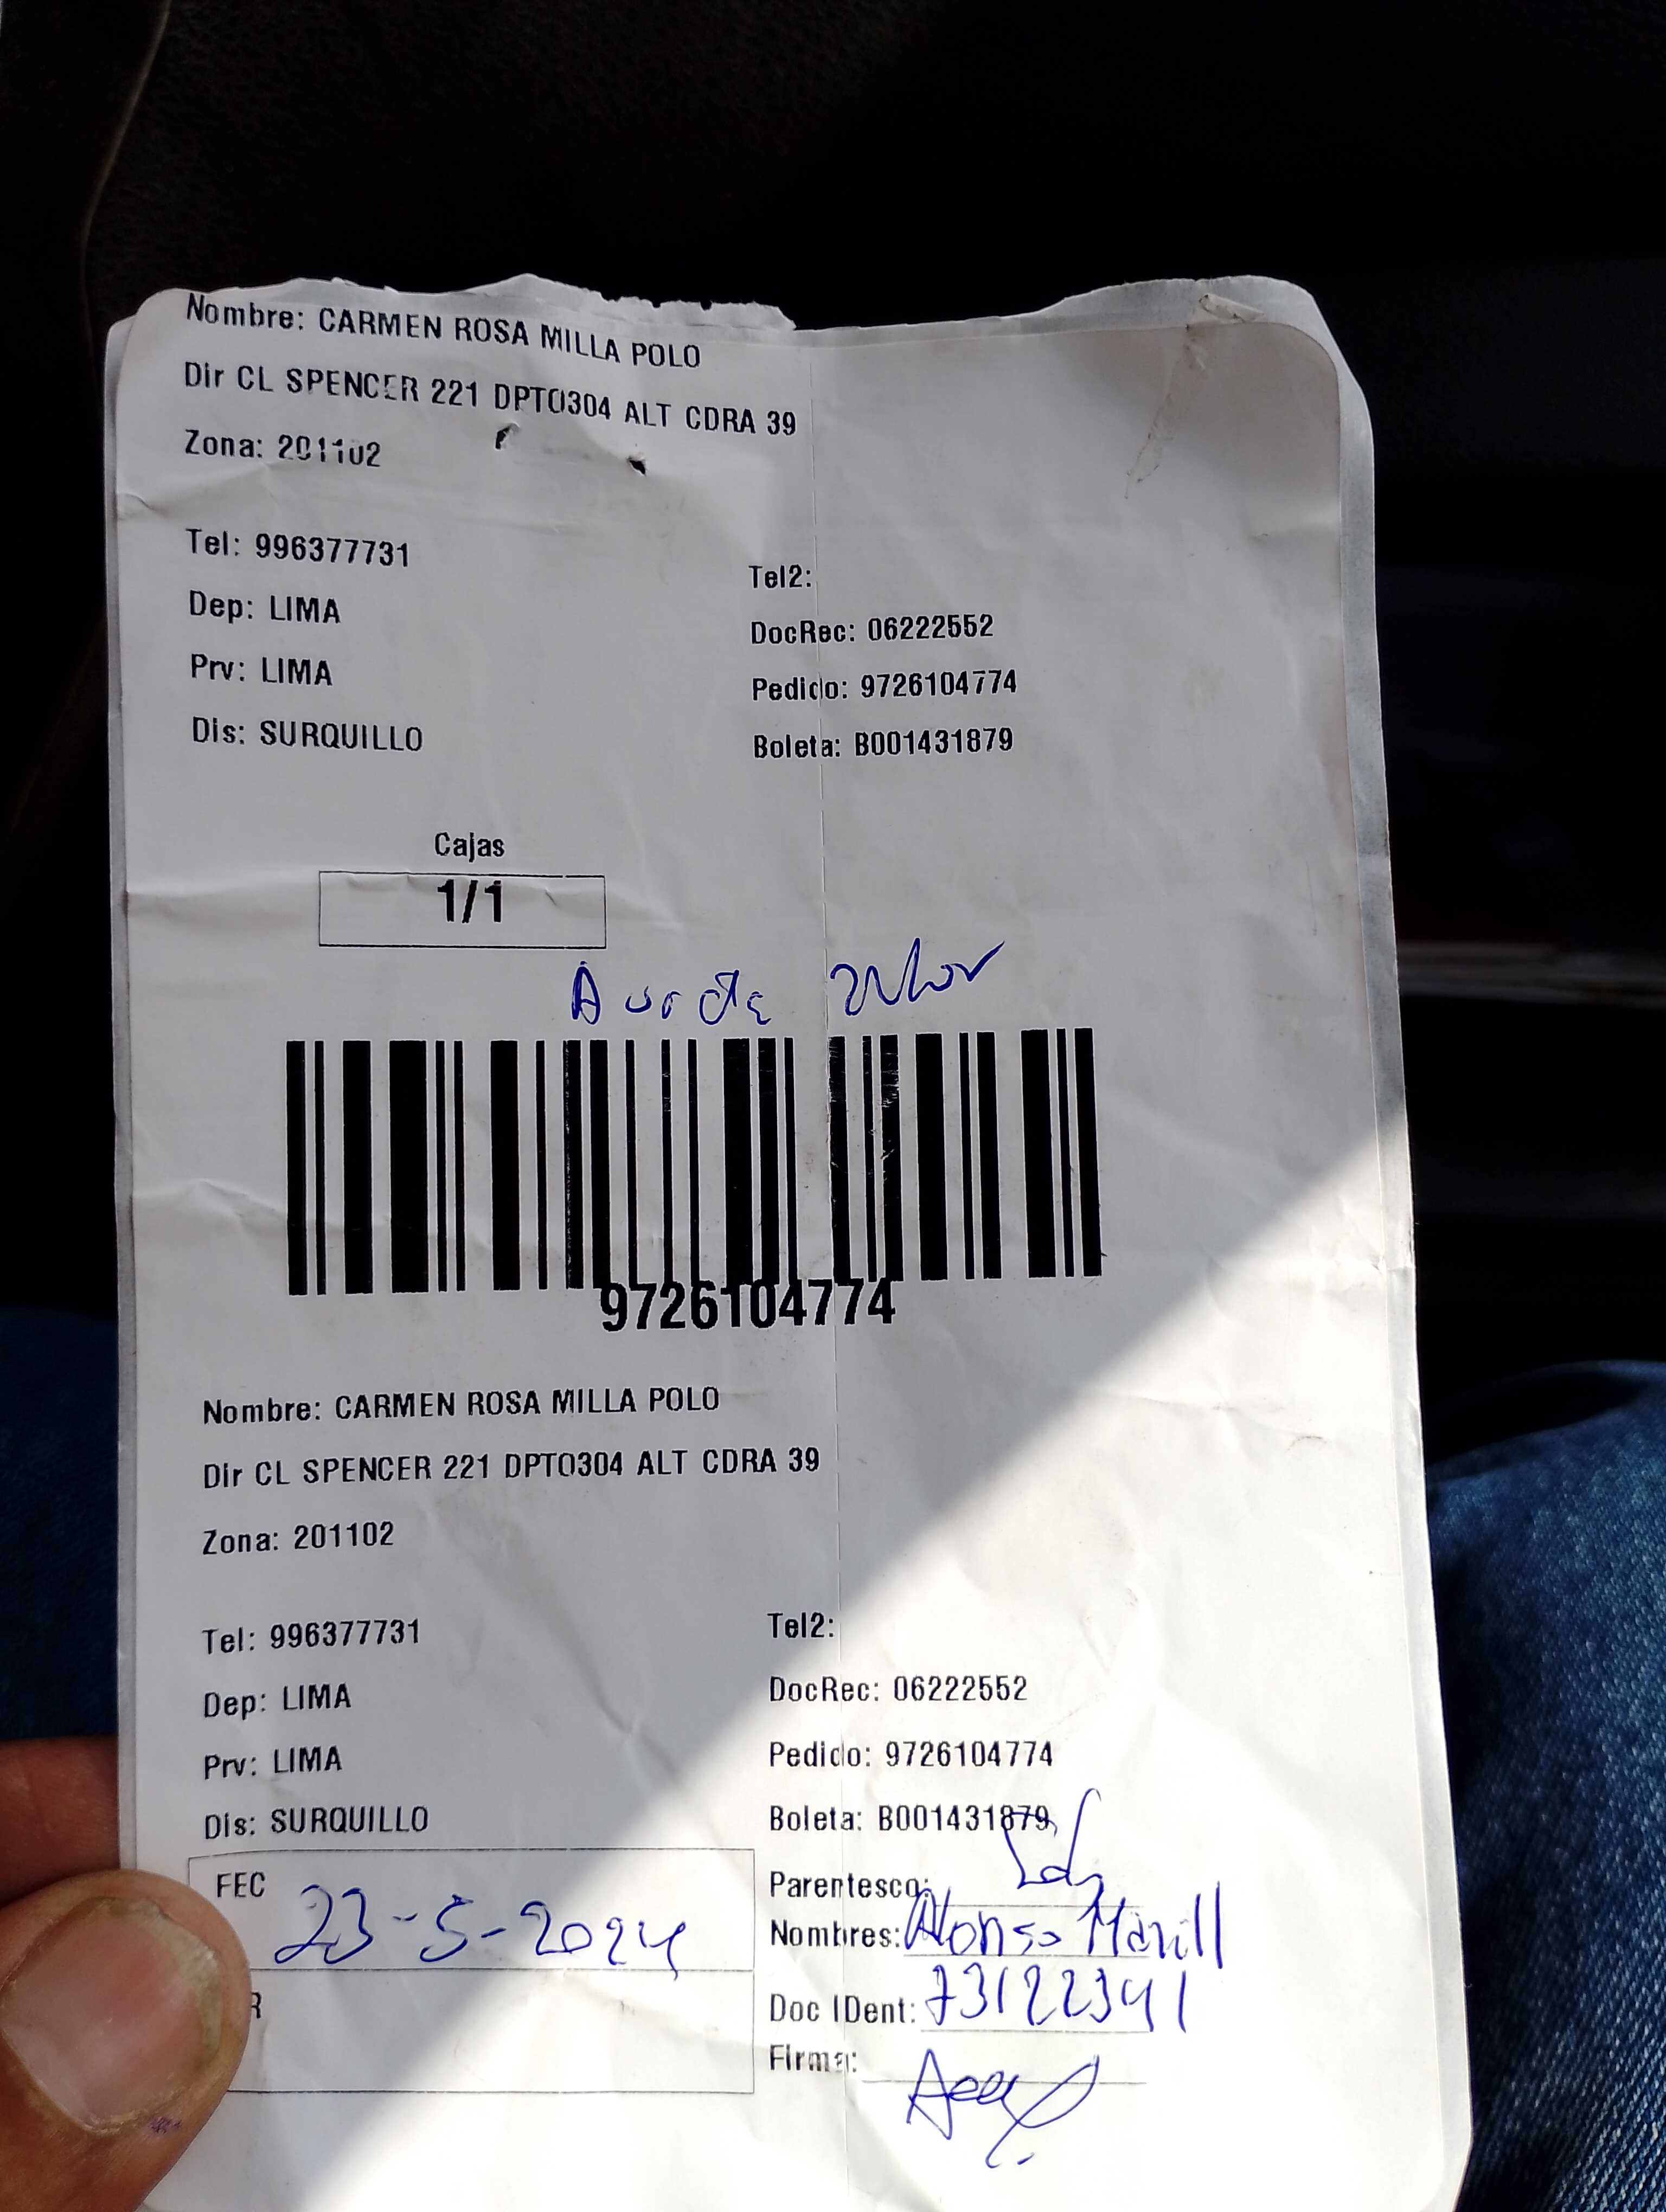 Nombre: CARMEN ROSA MILLA POLO
Dir CL SPENCER 221 DPTO304 ALT CDRA 39
Zona: 201102
Tel: 996377731
Tel2:
Dep: LIMA
DocRec: 06222552
Prv: LIMA
Pedido: 9726104774
Dis: SURQUILLO
Boleta: B001431879
Cajas
1/1
9726104774
Nombre: CARMEN ROSA MILLA POLO
Dir CL SPENCER 221 DPTO304 ALT CDRA 39
Zona: 201102
Tel: 996377731
Tel2:
Dep: LIMA
DocRec: 06222552
Prv: LIMA
Pedido: 9726104774
Dis: SURQUILLO
Boleta: B001431879
FEC 23-5-2024
Parentesco:
Nombres: Alonso
Doc IDent: 73122341
Firma: